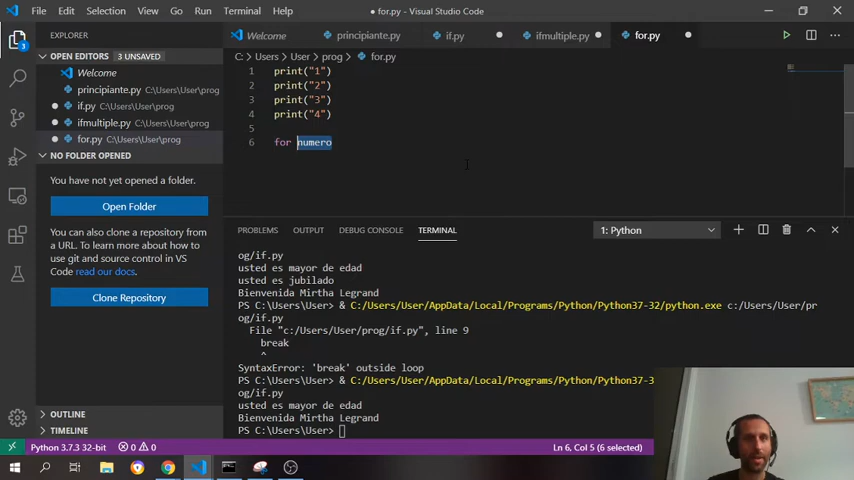 File Edit Selection View Go Run Terminal Help
● for.py - Visual Studio Code
EXPLORER
Welcome
principiante.py
if.py
ifmultiple.py
for.py
OPEN EDITORS 3 UNSAVED
Welcome
principiante.py C:\Users\User\prog
if.py C:\Users\User\prog
ifmultiple.py C:\Users\User\prog
for.py C:\Users\User\prog
NO FOLDER OPENED
You have not yet opened a folder.
Open Folder
You can also clone a repository from
a URL. To learn more about how to
use git and source control in VS
Code read our docs.
Clone Repository
OUTLINE
TIMELINE
C: > Users > User > prog > for.py
1 print("1")
2 print("2")
3 print("3")
4 print("4")
5
6 for numero
PROBLEMS OUTPUT DEBUG CONSOLE TERMINAL
1: Python
og/if.py
usted es mayor de edad
usted es jubilado
Bienvenida Mirtha Legrand
PS C:\Users\User> & C:/Users/User/AppData/Local/Programs/Python/Python37-32/python.exe c:/Users/User/pr
og/if.py
File "c:/Users/User/prog/if.py", line 9
break
^
SyntaxError: 'break' outside loop
PS C:\Users\User> & C:/Users/User/AppData/Local/Programs/Python/Python37-3
og/if.py
usted es mayor de edad
Bienvenida Mirtha Legrand
PS C:\Users\User>
Python 3.7.3 32-bit 0 0
Ln 6, Col 5 (6 selected)